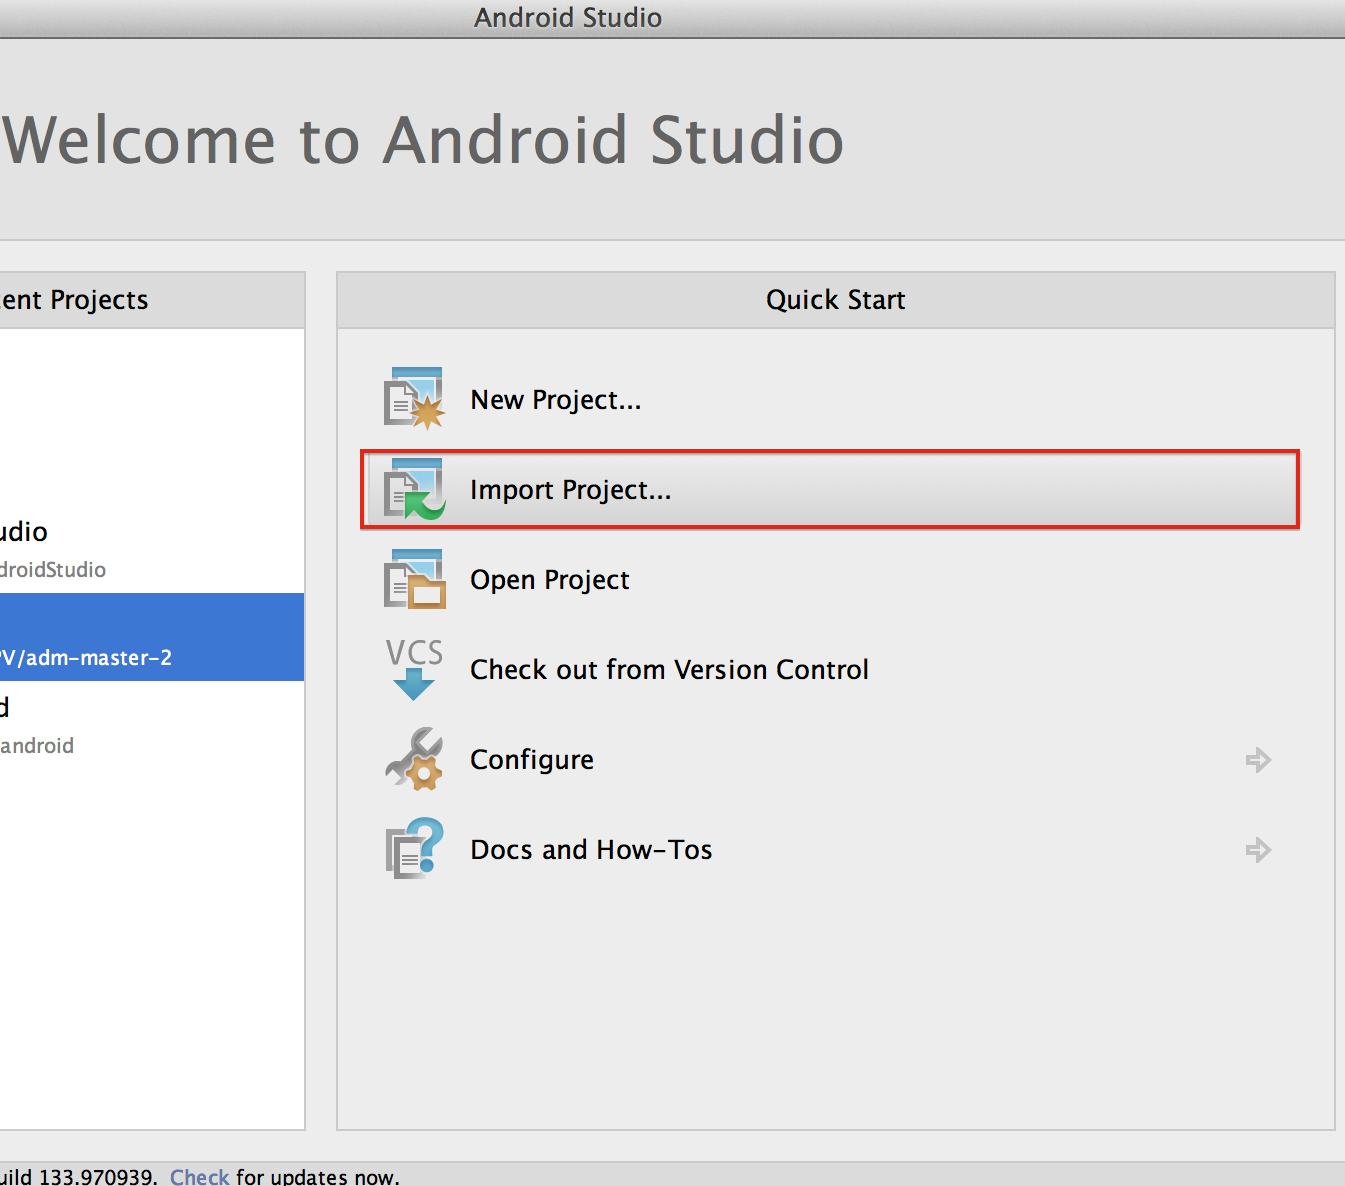 Android Studio
Welcome to Android Studio
ent Projects
udio
droidStudio
PV/adm-master-2
d
android
Quick Start
New Project...
Import Project...
Open Project
VCS
Check out from Version Control
Configure
Docs and How-Tos
uild 133.970939. Check for updates now.